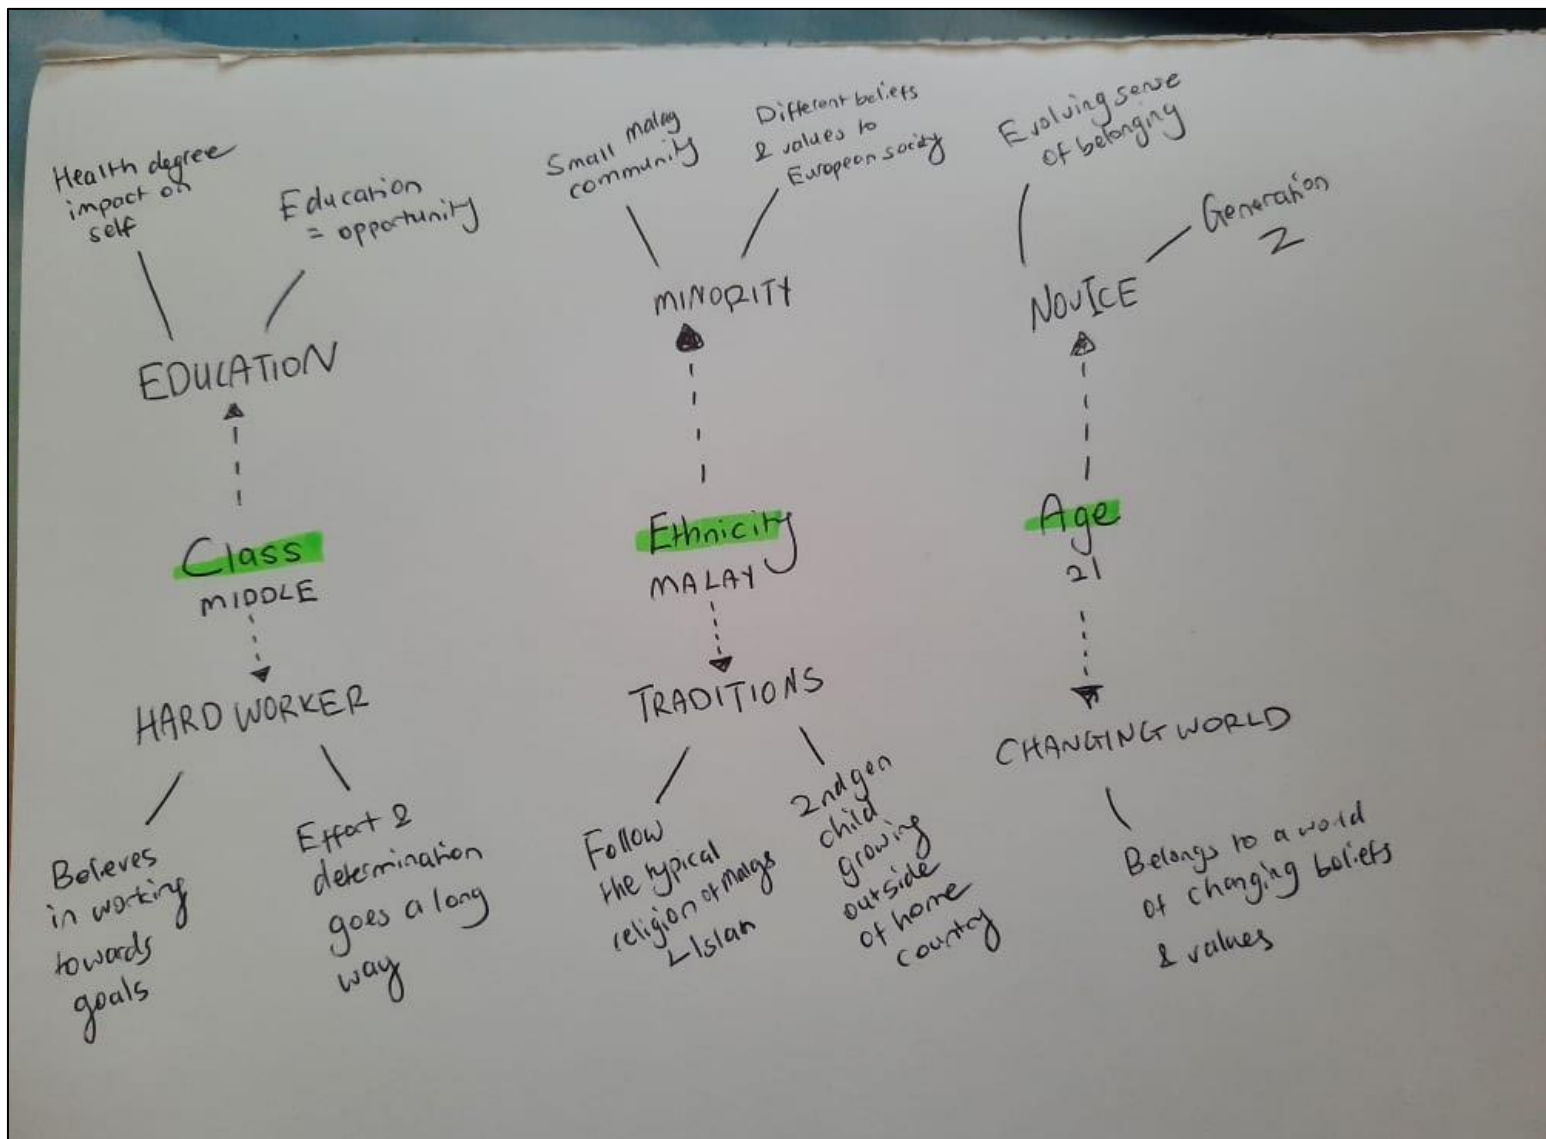 Health degree
impact on
self
Education
= opportunity
EDUCATION
Class
MIDDLE
HARD WORKER
Believes
in working
towards
goals
Effort &
determination
goes a long
way
Small malay
community
Different beliefs
& values to
European society
MINORITY
Ethnicity
MALAY
TRADITIONS
Follow
the typical
religion of malays
Islam
2nd gen
child
growing
outside
of home
country
Evolving sense
of belonging
Generation
Z
NOVICE
Age
21
CHANGING WORLD
Belongs to a world
of changing beliefs
& values